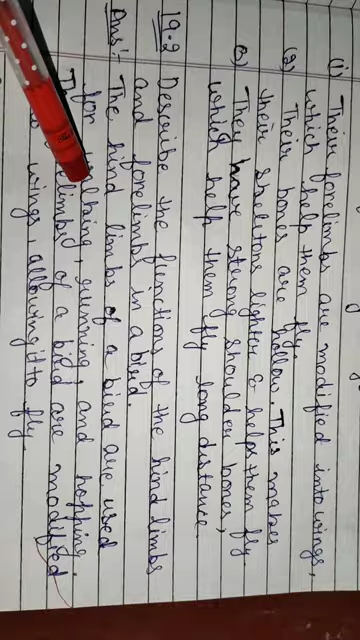 (1) Their forelimbs are modified into wings,
which help them fly.
(2) Their bones are hollow. This makes
their skeletons lighter & helps them fly.
(3) They have strong shoulder bones,
which help them fly long distance.
19.2 Describe the functions of the hind limbs
and forelimbs in a bird.
Ans:- The hind limbs of a bird are used
for walking, running, and hopping.
of a bird are modified
wings, allowing it to fly.